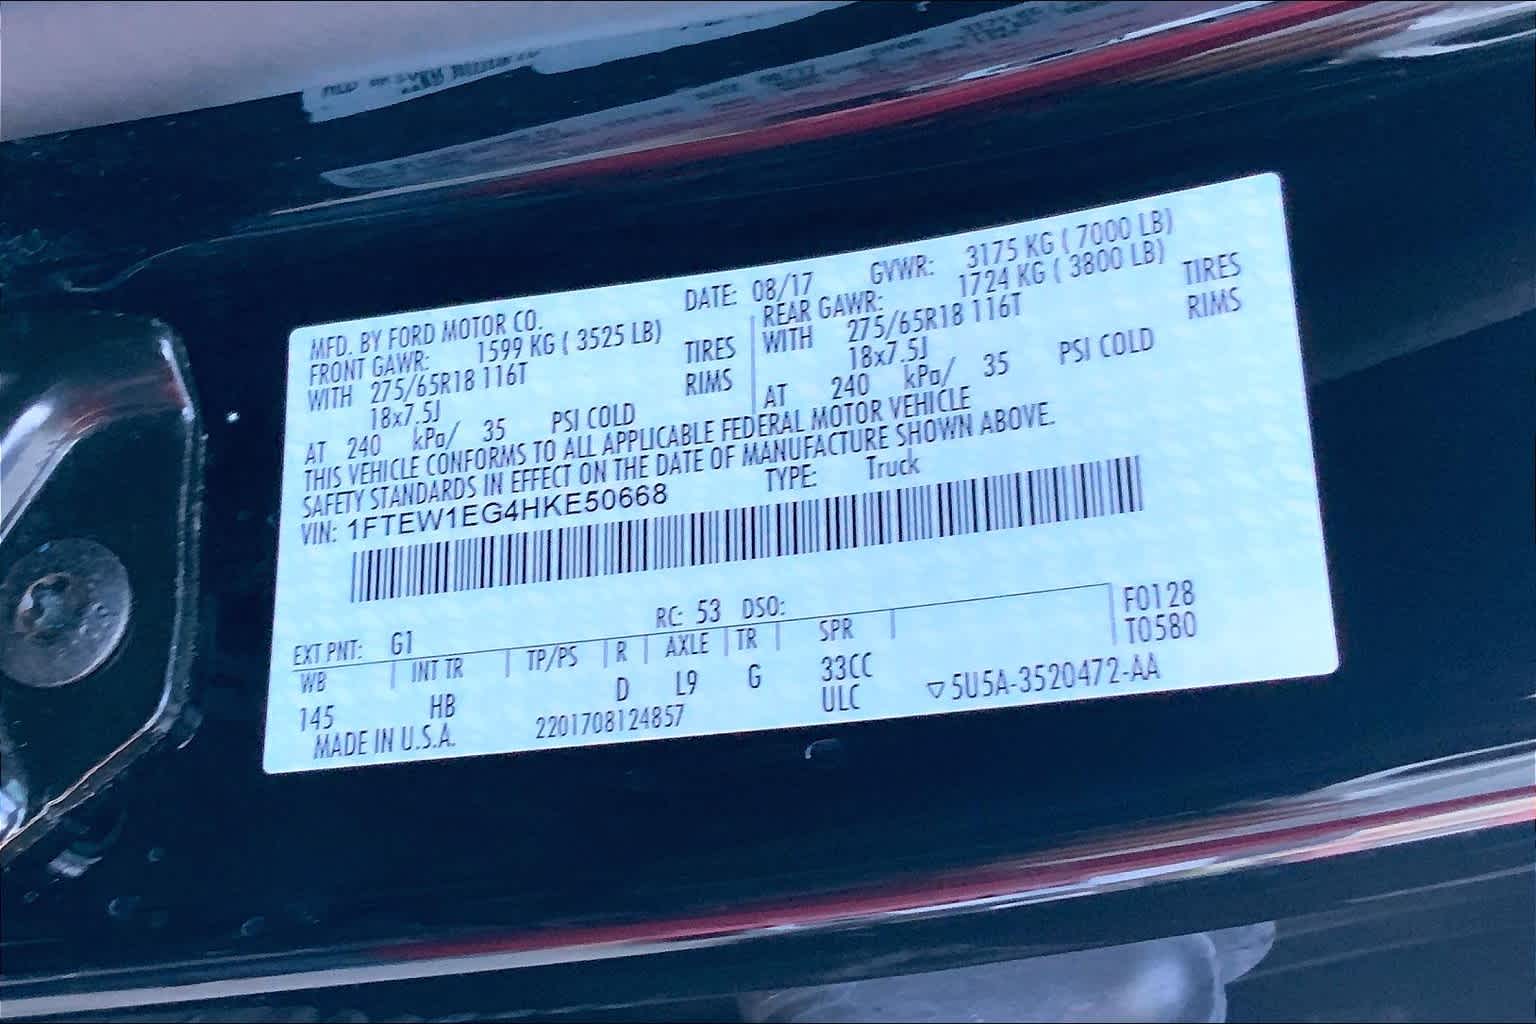 MFD. BY FORD MOTOR CO. DATE: 08/17 GVWR: 3175 KG ( 7000 LB)
FRONT GAWR: 1599 KG ( 3525 LB) REAR GAWR: 1724 KG ( 3800 LB)
WITH 275/65R18 116T TIRES WITH 275/65R18 116T TIRES
18x7.5J RIMS 18x7.5J RIMS
AT 240 kPa/ 35 PSI COLD AT 240 kPa/ 35 PSI COLD
THIS VEHICLE CONFORMS TO ALL APPLICABLE FEDERAL MOTOR VEHICLE
SAFETY STANDARDS IN EFFECT ON THE DATE OF MANUFACTURE SHOWN ABOVE.
VIN: 1FTEW1EG4HKE50668 TYPE: Truck
EXT PNT: G1 RC: 53 DSO: F0128
WB INT TR TP/PS R AXLE TR SPR T0580
145 HB D L9 G 33CC
ULC ▽5U5A-3520472-AA
MADE IN U.S.A. 2201708124857